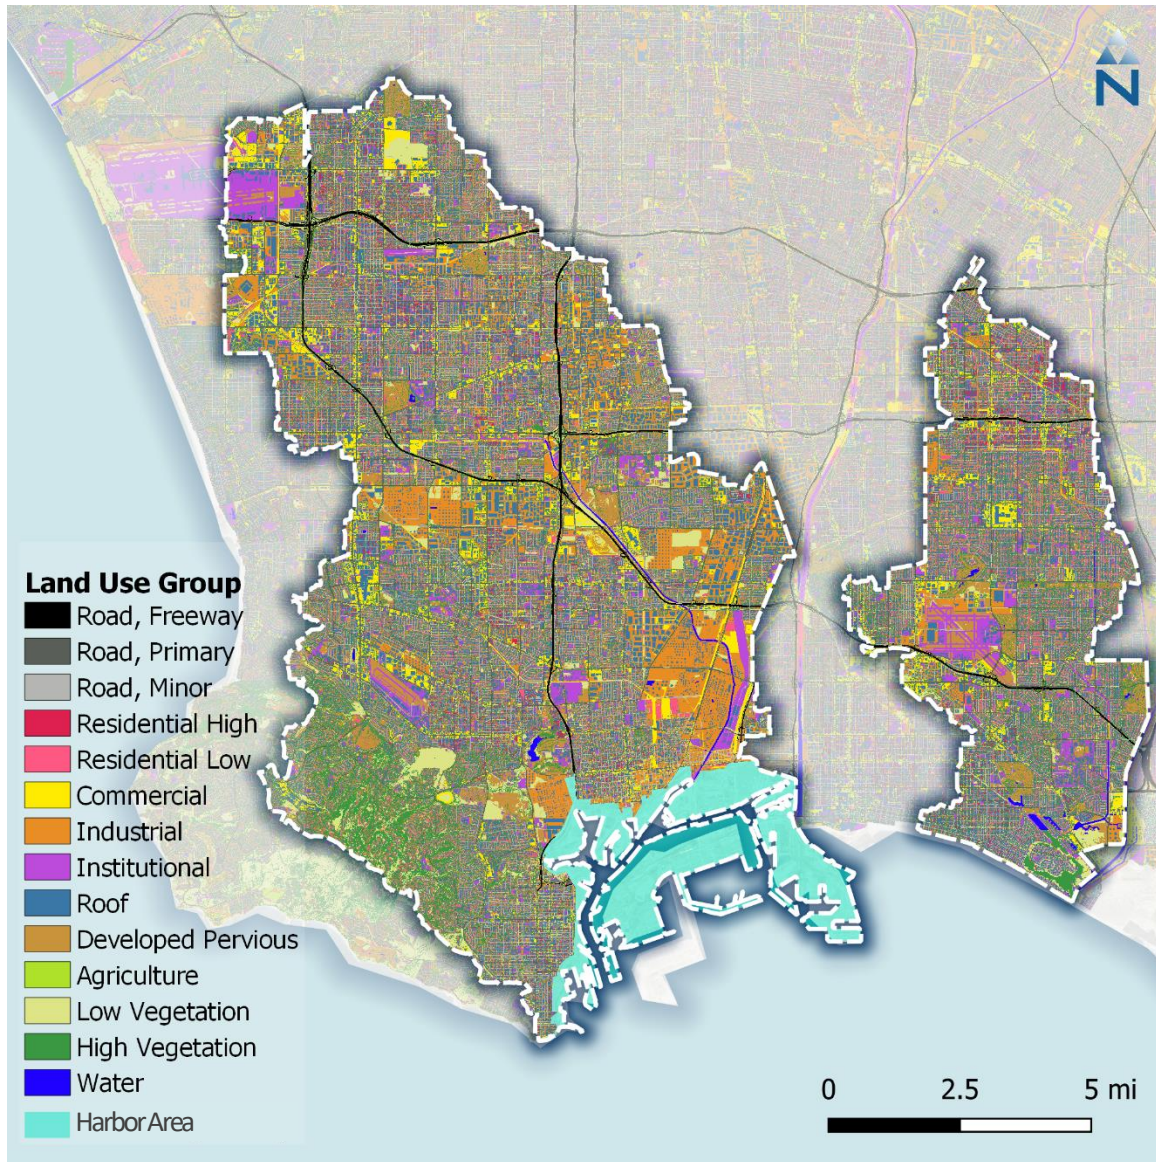 N
Land Use Group
Road, Freeway
Road, Primary
Road, Minor
Residential High
Residential Low
Commercial
Industrial
Institutional
Roof
Developed Pervious
Agriculture
Low Vegetation
High Vegetation
Water
Harbor Area
0 2.5 5 mi